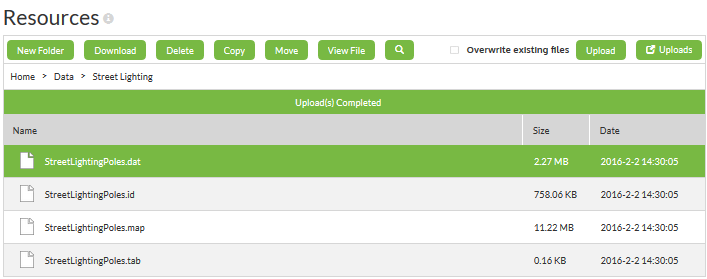 Resources
New Folder Download Delete Copy Move View File Overwrite existing files Upload Uploads
Home > Data > Street Lighting
Upload(s) Completed
Name Size Date
StreetLightingPoles.dat 2.27 MB 2016-2-2 14:30:05
StreetLightingPoles.id 758.06 KB 2016-2-2 14:30:05
StreetLightingPoles.map 11.22 MB 2016-2-2 14:30:05
StreetLightingPoles.tab 0.16 KB 2016-2-2 14:30:05